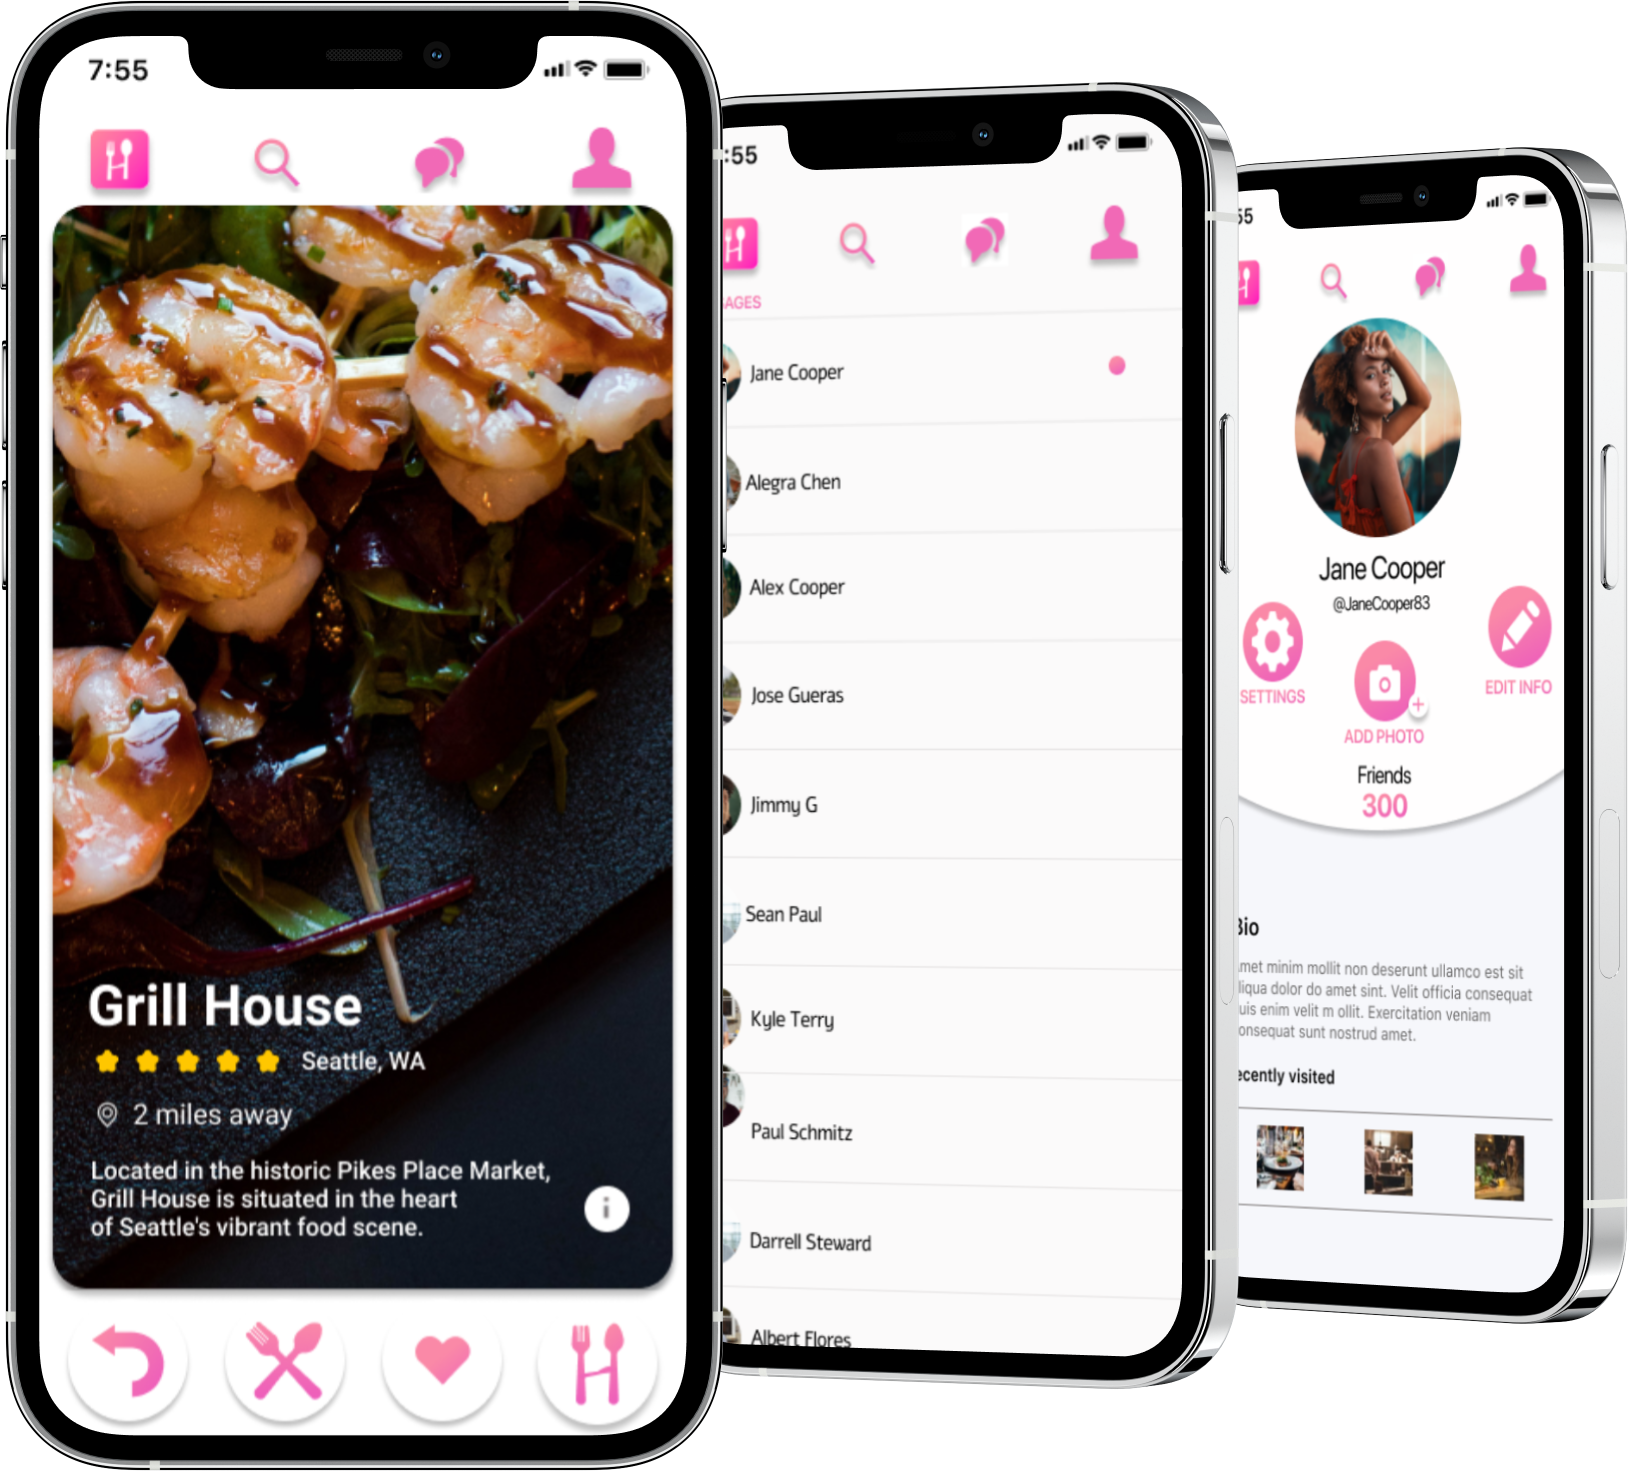 7:55
Grill House
Seattle, WA
2 miles away
Located in the historic Pikes Place Market,
Grill House is situated in the heart
of Seattle's vibrant food scene.
:55
AGES
Jane Cooper
Alegra Chen
Alex Cooper
Jose Gueras
Jimmy G
Sean Paul
Kyle Terry
Paul Schmitz
Darrell Steward
Albert Flores
55
Jane Cooper
@JaneCooper83
SETTINGS
EDIT INFO
ADD PHOTO
Friends
300
Bio
met minim mollit non deserunt ullamco est sit
liqua dolor do amet sint. Velit officia consequat
uis enim velit m ollit. Exercitation veniam
onsequat sunt nostrud amet.
ecently visited